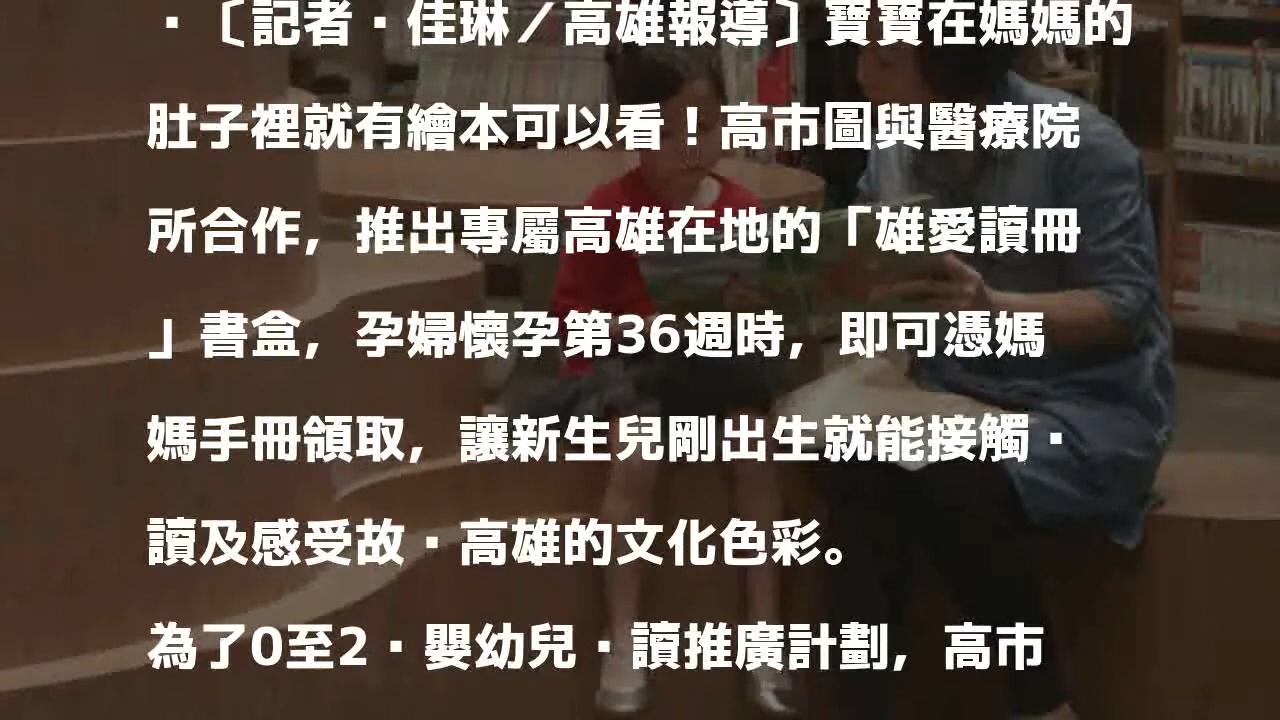 ·〔記者·佳琳／高雄報導〕寶寶在媽媽的
肚子裡就有繪本可以看！高市圖與醫療院
所合作，推出專屬高雄在地的「雄愛讀冊
」書盒，孕婦懷孕第36週時，即可憑媽
媽手冊領取，讓新生兒剛出生就能接觸·
讀及感受故·高雄的文化色彩。
為了0至2·嬰幼兒·讀推廣計劃，高市